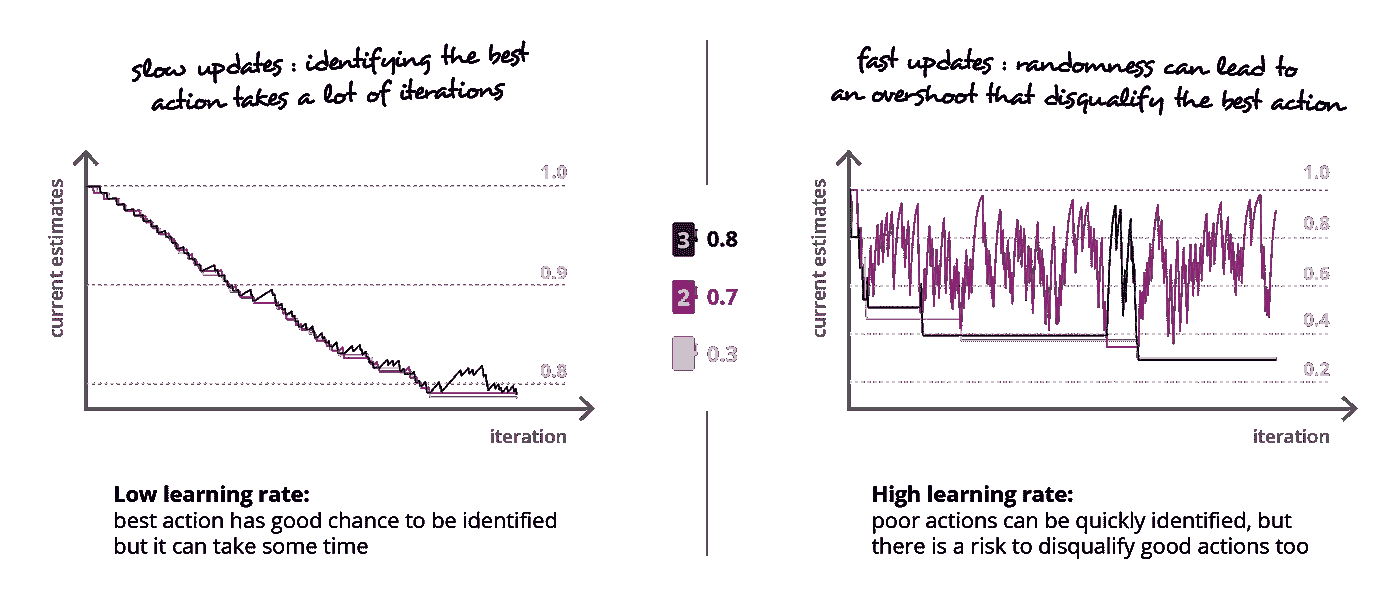 slow updates : identifying the best
action takes a lot of iterations
fast updates : randomness can lead to
an overshoot that disqualify the best action
current estimates
1.0
0.9
0.8
iteration
3 0.8
2 0.7
0.3
current estimates
1.0
0.8
0.6
0.4
0.2
iteration
Low learning rate:
best action has good chance to be identified
but it can take some time
High learning rate:
poor actions can be quickly identified, but
there is a risk to disqualify good actions too